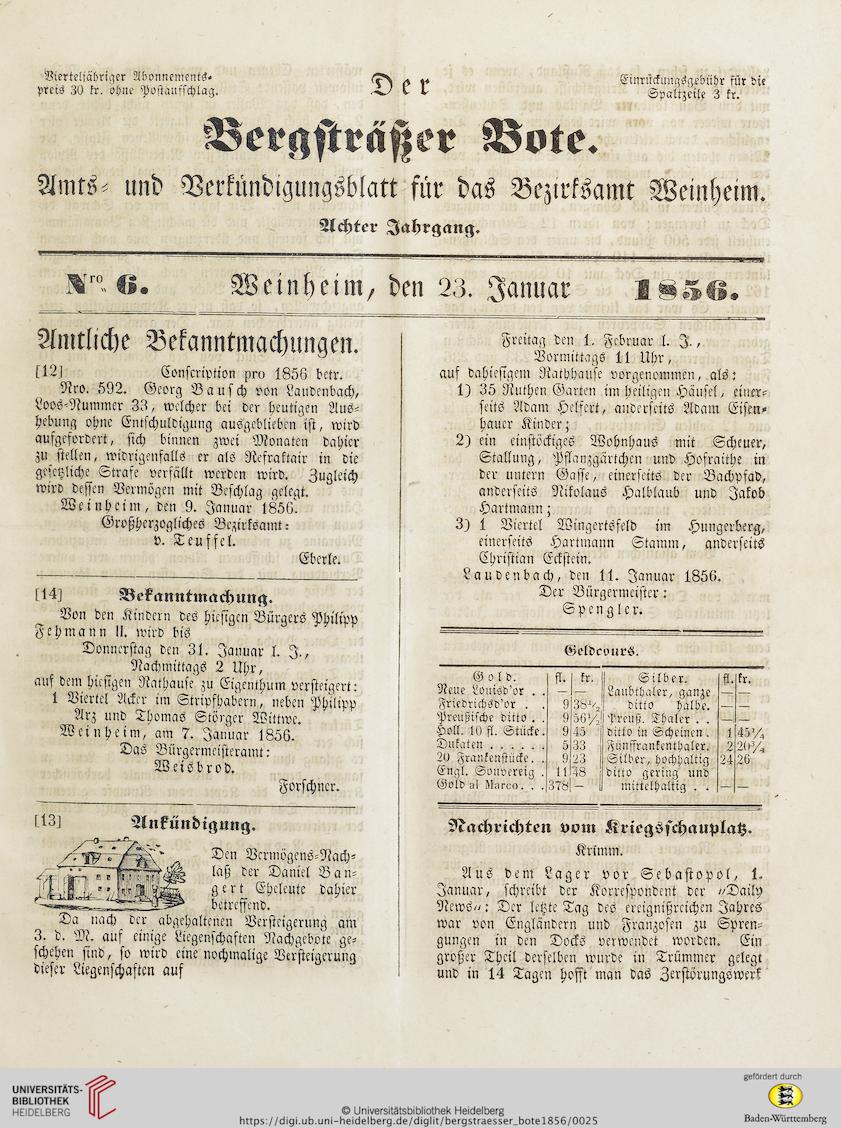 Vierteljähriger Abonnements-
preis 30 kr. ohne Postaufschlag.
Der
Einrückungsgebühr für die
Spaltzeile 3 kr.
Bergsträßer Bote.
Amts- und Verkündigungsblatt für das Bezirksamt Weinheim.
Achter Jahrgang.
Nro. 6. Weinheim, den 23. Januar 1856.
Amtliche Bekanntmachungen.
[12] Conscription pro 1856 betr.
Nro. 592. Georg Bausch von Laudenbach,
Loos-Nummer 33, welcher bei der heutigen Aus-
hebung ohne Entschuldigung ausgeblieben ist, wird
aufgefordert, sich binnen zwei Monaten dahier
zu stellen, widrigenfalls er als Refraktair in die
gesetzliche Strafe verfällt werden wird. Zugleich
wird dessen Vermögen mit Beschlag gelegt.
Weinheim, den 9. Januar 1856.
Großherzogliches Bezirksamt:
v. Teuffel.
Eberle.
[14] Bekanntmachung.
Von den Kindern des hiesigen Bürgers Philipp
Fehmann II. wird bis
Donnerstag den 31. Januar l. J.,
Nachmittags 2 Uhr,
auf dem hiesigen Rathause zu Eigenthum versteigert:
1 Viertel Acker im Stripfhabern, neben Philipp
Arz und Thomas Störger Wittwe.
Weinheim, am 7. Januar 1856.
Das Bürgermeisteramt:
Weisbrod.
Forschner.
[13] Ankündigung.
Den Vermögens-Nach-
laß der Daniel Ban-
gert Eheleute dahier
betreffend.
Da nach der abgehaltenen Versteigerung am
3. d. M. auf einige Liegenschaften Nachgebote ge-
schehen sind, so wird eine nochmalige Versteigerung
dieser Liegenschaften auf
Freitag den 1. Februar l. J.,
Vormittags 11 Uhr,
auf dahiesigem Rathhause vorgenommen, als:
1) 35 Ruthen Garten im heiligen Häusel, einer-
seits Adam Helfert, anderseits Adam Eisen-
hauer Kinder;
2) ein einstöckiges Wohnhaus mit Scheuer,
Stallung, Pflanzgärtchen und Hofraithe in
der untern Gasse, einerseits der Bachpfad,
anderseits Nikolaus Halblaub und Jakob
Hartmann;
3) 1 Viertel Wingertsfeld im Hungerberg,
einerseits Hartmann Stamm, anderseits
Christian Eckstein.
Laudenbach, den 11. Januar 1856.
Der Bürgermeister:
Spengler.
Geldcours.
Gold. fl. kr. Silber. fl. kr.
Neue Louisd'or . . — — Laubthaler, ganze — —
Friedrichsd'or . . 9 38½ ditto halbe. — —
Preußische ditto . . 9 56½ Preuß. Thaler . . — —
Holl. 10 fl. Stücke. 9 45 ditto in Scheinen. 1 45¼
Dukaten . . . . . . 5 33 Fünffrankenthaler. 2 20¾
20 Frankenstücke. . 9 23 Silber, hochhaltig 24 26
Engl. Souvereig . 11 48 ditto gering und
Gold al Marco. . . 378 — mittelhaltig . . — —
Nachrichten vom Kriegsschauplatz.
Krimm.
Aus dem Lager vor Sebastopol, 1.
Januar, schreibt der Korrespondent der „Daily
News“: Der letzte Tag des ereignißreichen Jahres
war von Engländern und Franzosen zu Spren-
gungen in den Docks verwendet worden. Ein
großer Theil derselben wurde in Trümmer gelegt
und in 14 Tagen hofft man das Zerstörungswerk
UNIVERSITÄTS-
BIBLIOTHEK
HEIDELBERG
© Universitätsbibliothek Heidelberg
https://digi.ub.uni-heidelberg.de/diglit/bergstraesser_bote1856/0025
gefördert durch
Baden-Württemberg